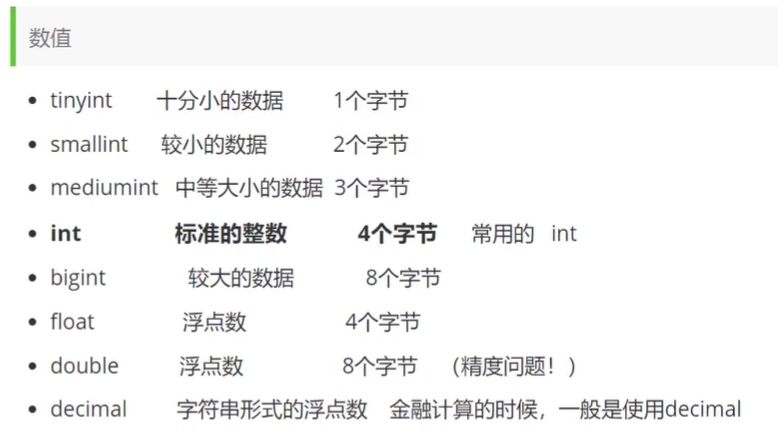 数值
tinyint 十分小的数据 1个字节
smallint 较小的数据 2个字节
mediumint 中等大小的数据 3个字节
int 标准的整数 4个字节 常用的 int
bigint 较大的数据 8个字节
float 浮点数 4个字节
double 浮点数 8个字节 （精度问题！）
decimal 字符串形式的浮点数 金融计算的时候，一般是使用decimal